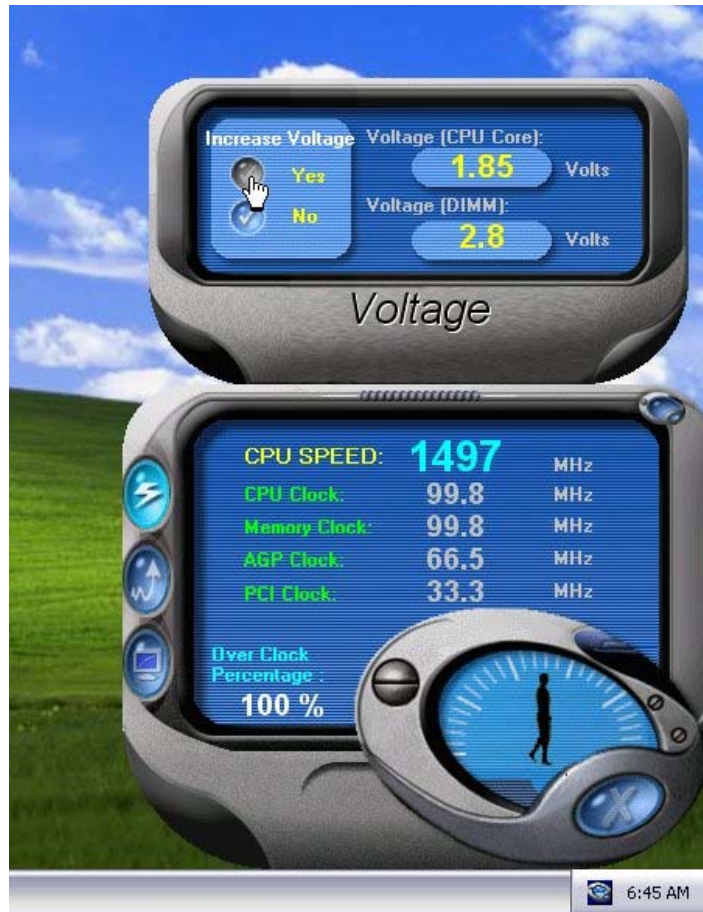 Increase Voltage
Yes
No
Voltage (CPU Core):
1.85 Volts
Voltage (DIMM):
2.8 Volts
Voltage
CPU SPEED: 1497 MHz
CPU Clock: 99.8 MHz
Memory Clock: 99.8 MHz
AGP Clock: 66.5 MHz
PCI Clock: 33.3 MHz
Over Clock
Percentage :
100 %
X
6:45 AM